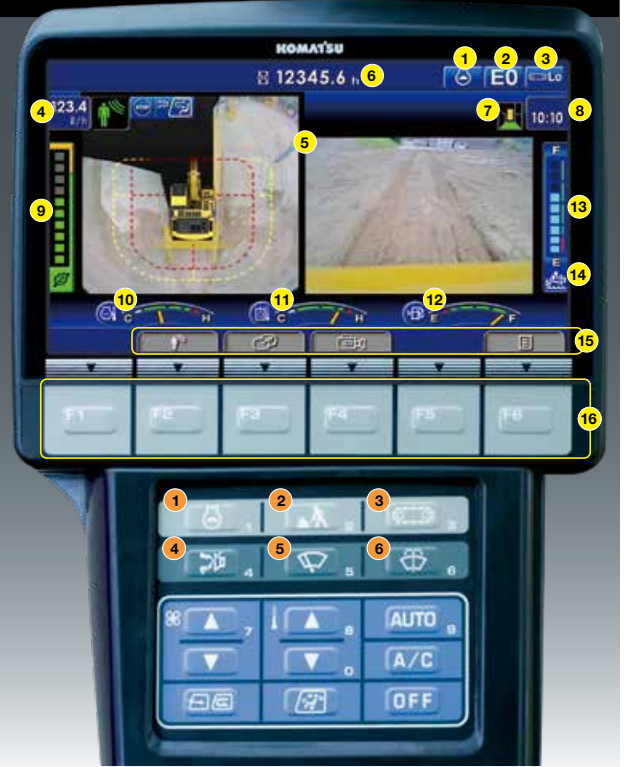 KOMATSU
1 2 3
12345.6 h 6
E0
Lo
4
123.4
ℓ/h
STOP
5
7
10:10 8
9
F
13
E
14
10 C H
11 C H
12 E F
15
F1 F2 F3 F4 F5 F6
16
1 1 2 2 3 3
4 4 5 5 6 6
7 8 AUTO 9
0 A/C
OFF